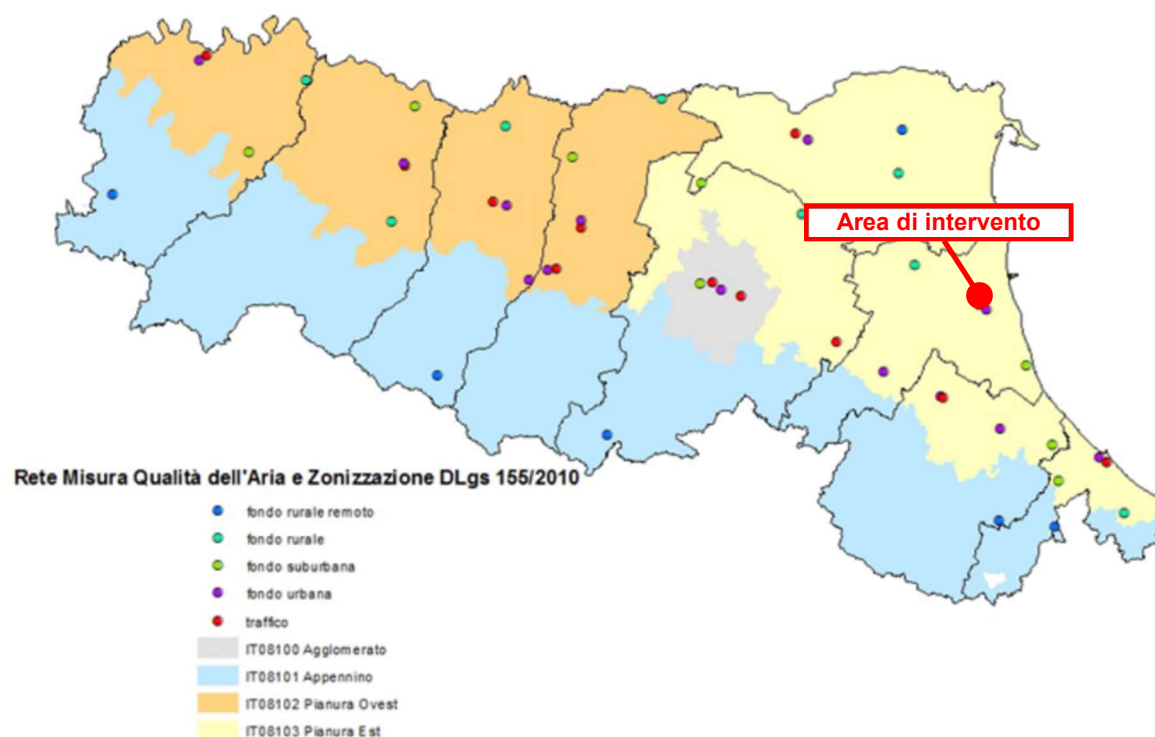 Area di intervento
Rete Misura Qualità dell'Aria e Zonizzazione DLgs 155/2010
fondo rurale remoto
fondo rurale
fondo suburbana
fondo urbana
traffico
IT08100 Agglomerato
IT08101 Appennino
IT08102 Pianura Ovest
IT08103 Pianura Est